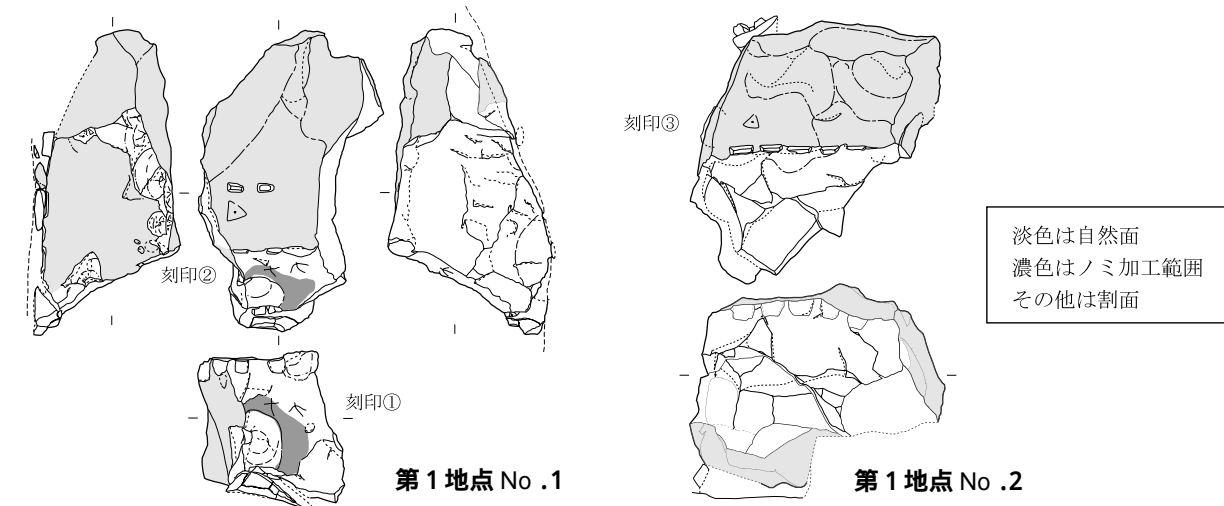 刻印②
刻印①
第1地点 No .1
刻印③
第1地点 No .2
淡色は自然面
濃色はノミ加工範囲
その他は割面